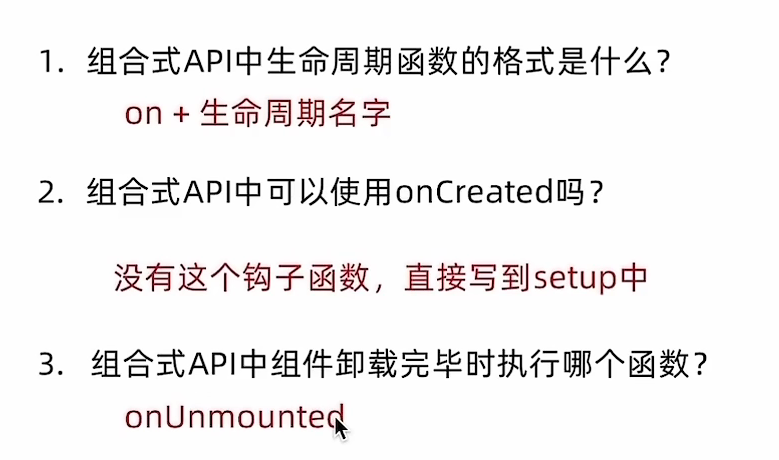 1. 组合式API中生命周期函数的格式是什么？
on + 生命周期名字
2. 组合式API中可以使用onCreated吗？
没有这个钩子函数，直接写到setup中
3. 组合式API中组件卸载完毕时执行哪个函数？
onUnmounted